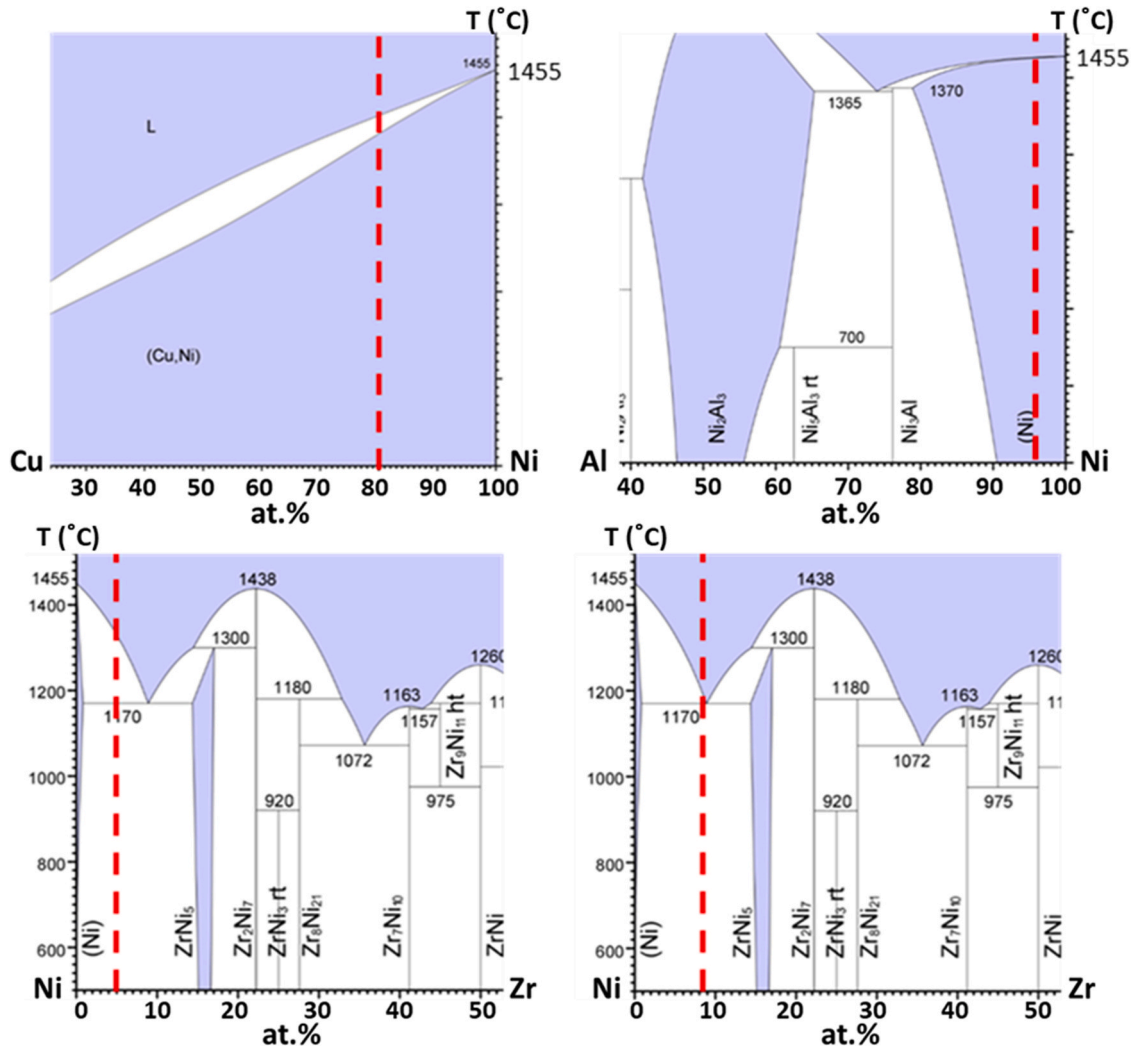 T (˚C)
1455
1455
L
(Cu,Ni)
Cu
Ni
30 40 50 60 70 80 90 100
at.%
T (˚C)
1455
1365
1370
700
Ni₂Al₃
Ni₅Al₃ rt
Ni₃Al
(Ni)
Al
Ni
40 50 60 70 80 90 100
at.%
T (˚C)
1455
1400
1200
1000
800
600
1438
1300
1260
1180
1163
1170
1157
11
1072
975
920
(Ni)
ZrNi₅
Zr₂Ni₇
ZrNi₃ rt
Zr₈Ni₂₁
Zr₇Ni₁₀
Zr₉Ni₁₁ ht
ZrNi
Ni
Zr
0 10 20 30 40 50
at.%
T (˚C)
1455
1400
1200
1000
800
600
1438
1300
1260
1180
1163
1170
1157
11
1072
975
920
(Ni)
ZrNi₅
Zr₂Ni₇
ZrNi₃ rt
Zr₈Ni₂₁
Zr₇Ni₁₀
Zr₉Ni₁₁ ht
ZrNi
Ni
Zr
0 10 20 30 40 50
at.%